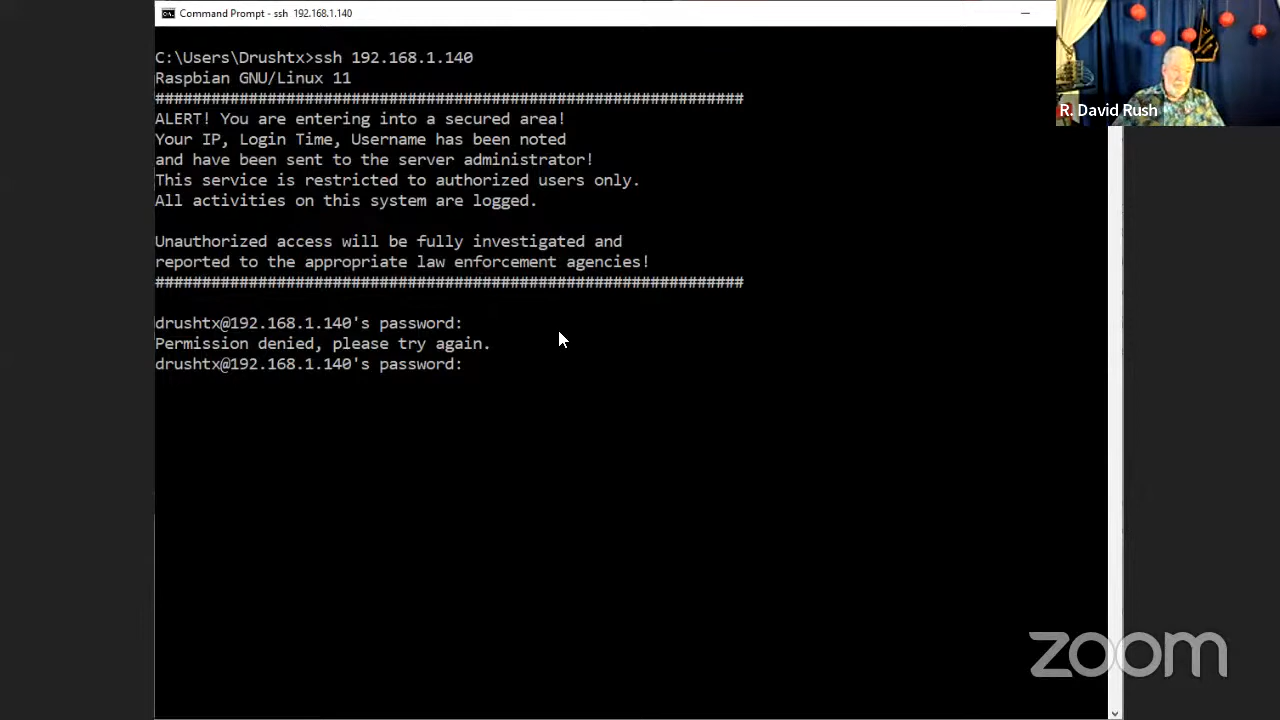 Command Prompt - ssh 192.168.1.140
C:\Users\Drushtx>ssh 192.168.1.140
Raspbian GNU/Linux 11
###############################################################
ALERT! You are entering into a secured area!
Your IP, Login Time, Username has been noted
and have been sent to the server administrator!
This service is restricted to authorized users only.
All activities on this system are logged.
Unauthorized access will be fully investigated and
reported to the appropriate law enforcement agencies!
###############################################################
drushtx@192.168.1.140's password:
Permission denied, please try again.
drushtx@192.168.1.140's password:
R. David Rush
zoom